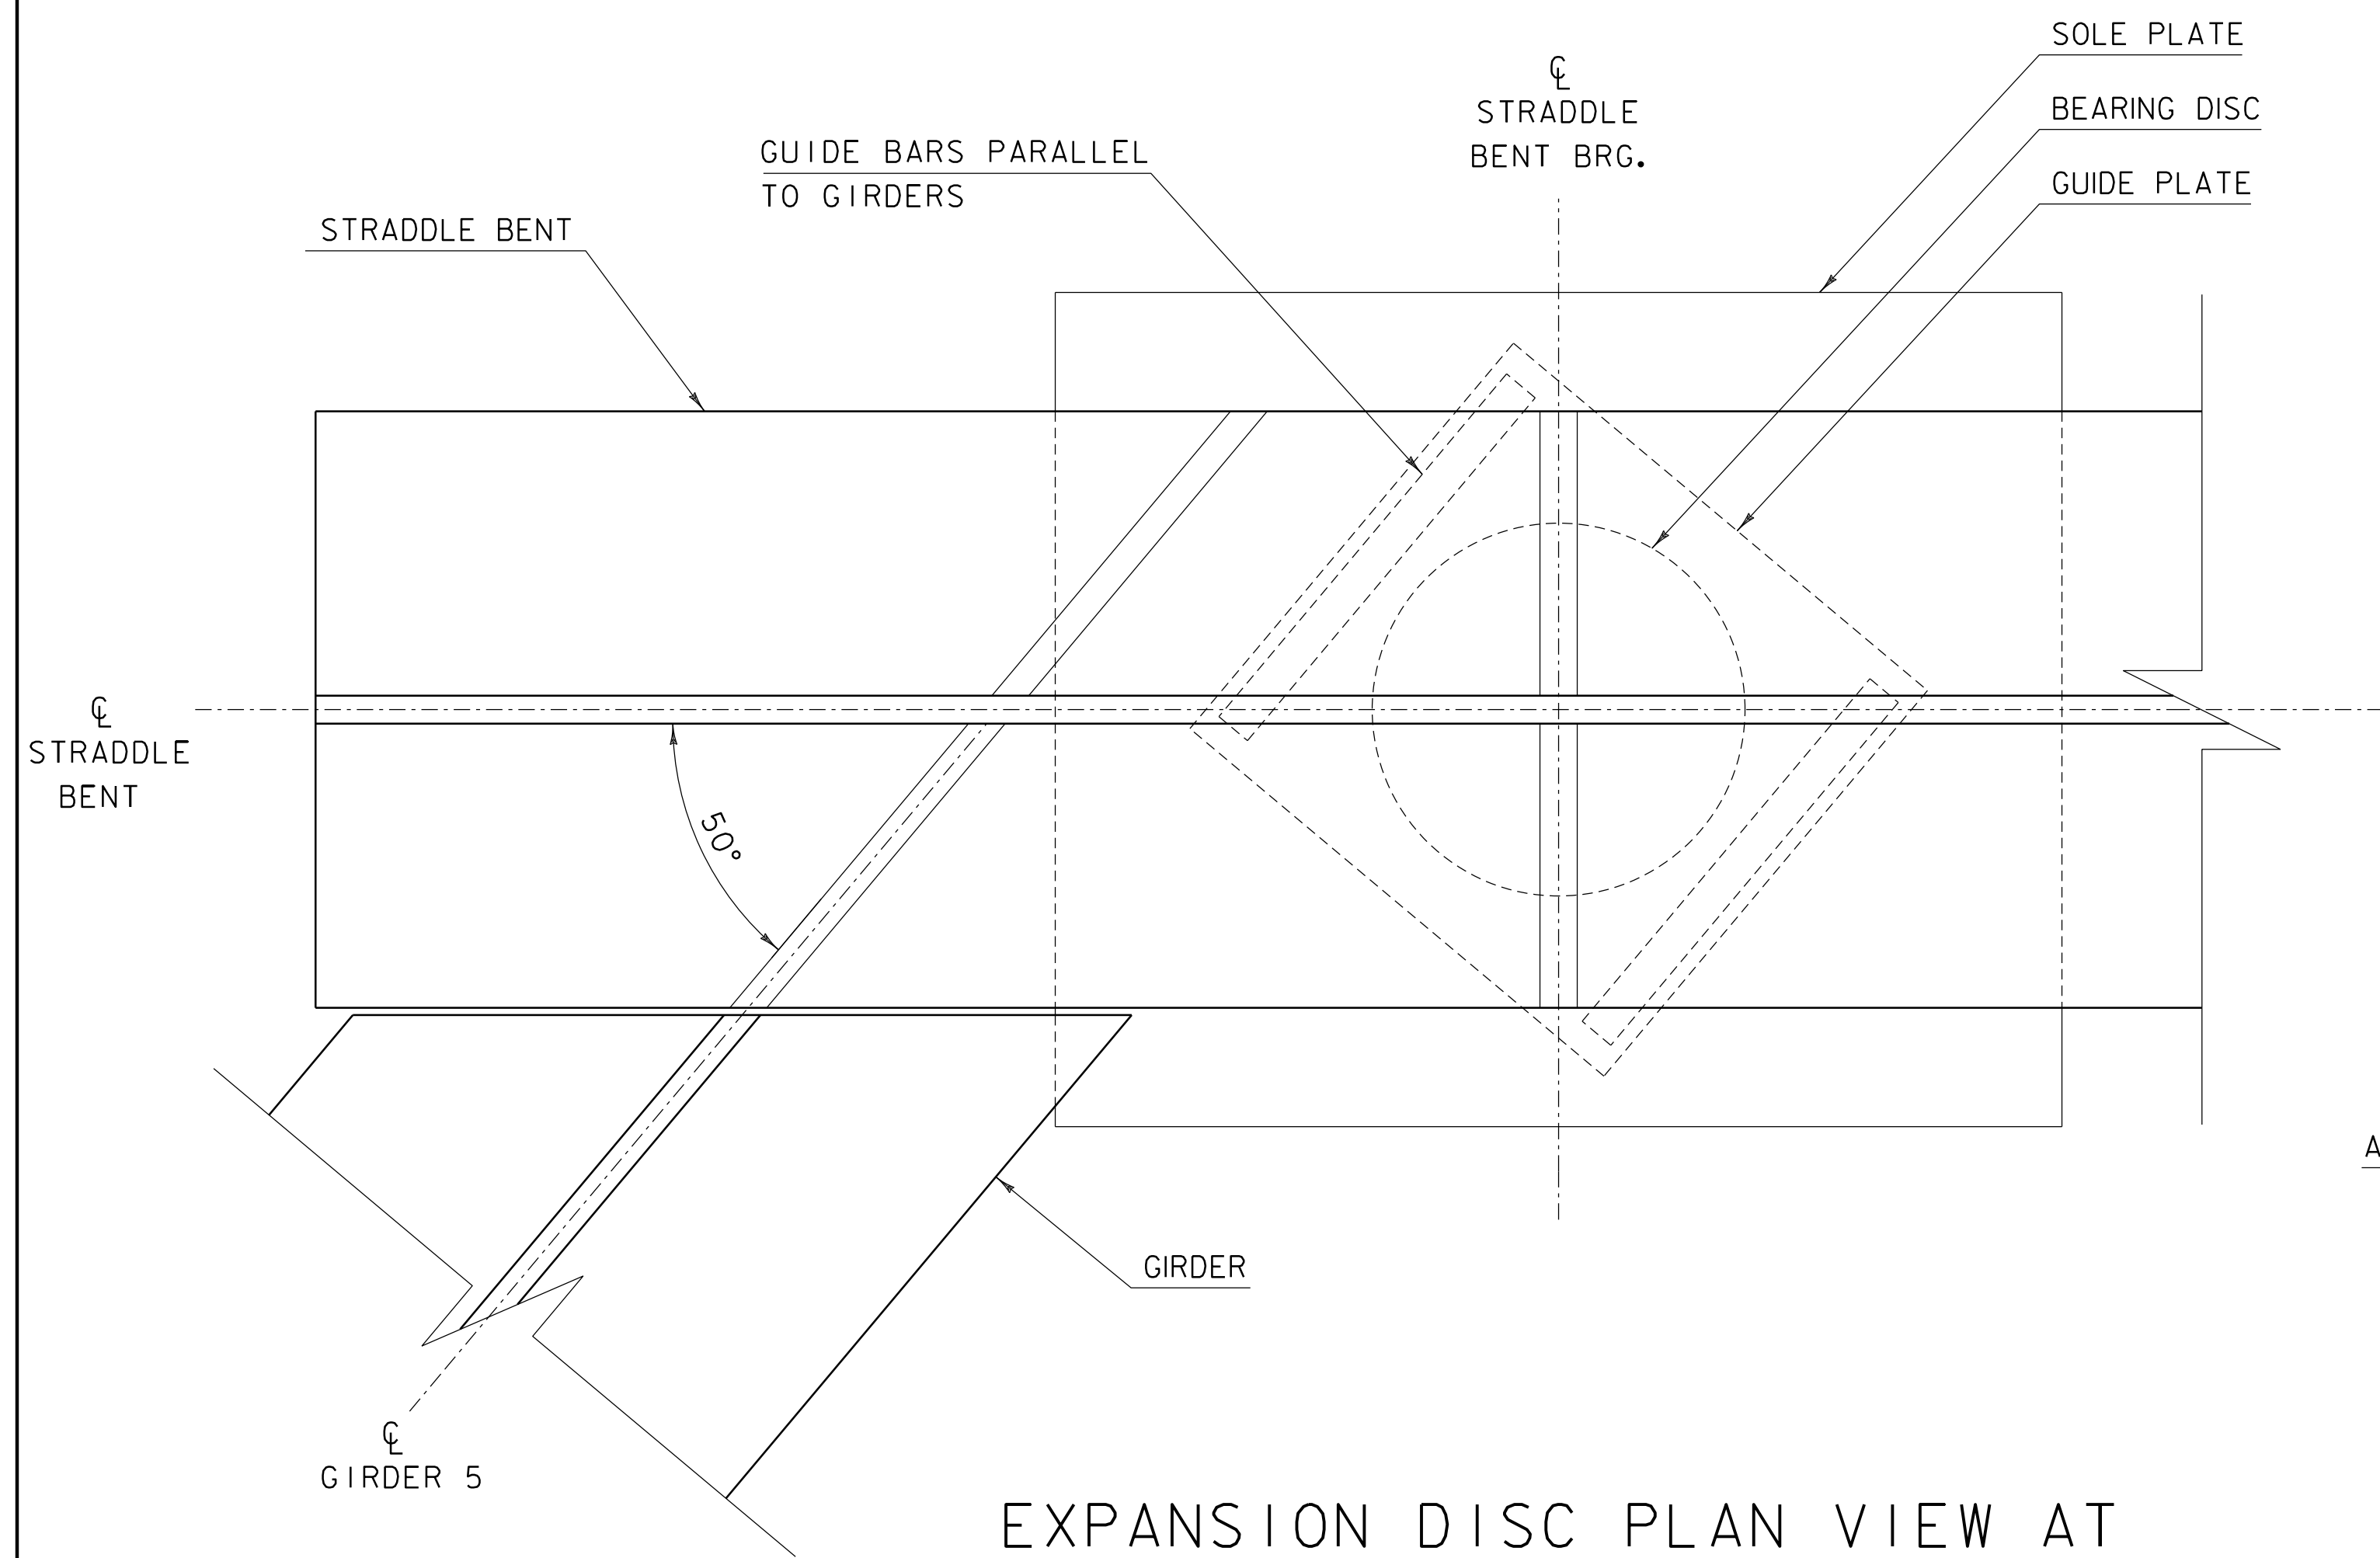 SOLE PLATE
℄
STRADDLE
BENT BRG.
BEARING DISC
GUIDE BARS PARALLEL
TO GIRDERS
GUIDE PLATE
STRADDLE BENT
℄
STRADDLE
BENT
50°
A
GIRDER
℄
GIRDER 5
EXPANSION DISC PLAN VIEW AT